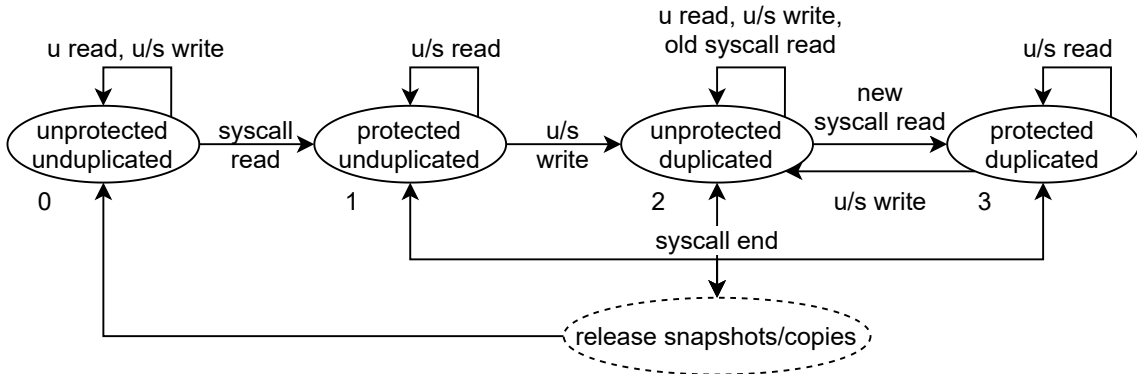 u read, u/s write
u/s read
u read, u/s write,
old syscall read
u/s read
unprotected
unduplicated
syscall
read
protected
unduplicated
u/s
write
unprotected
duplicated
new
syscall read
protected
duplicated
0
1
2
u/s write
3
syscall end
release snapshots/copies